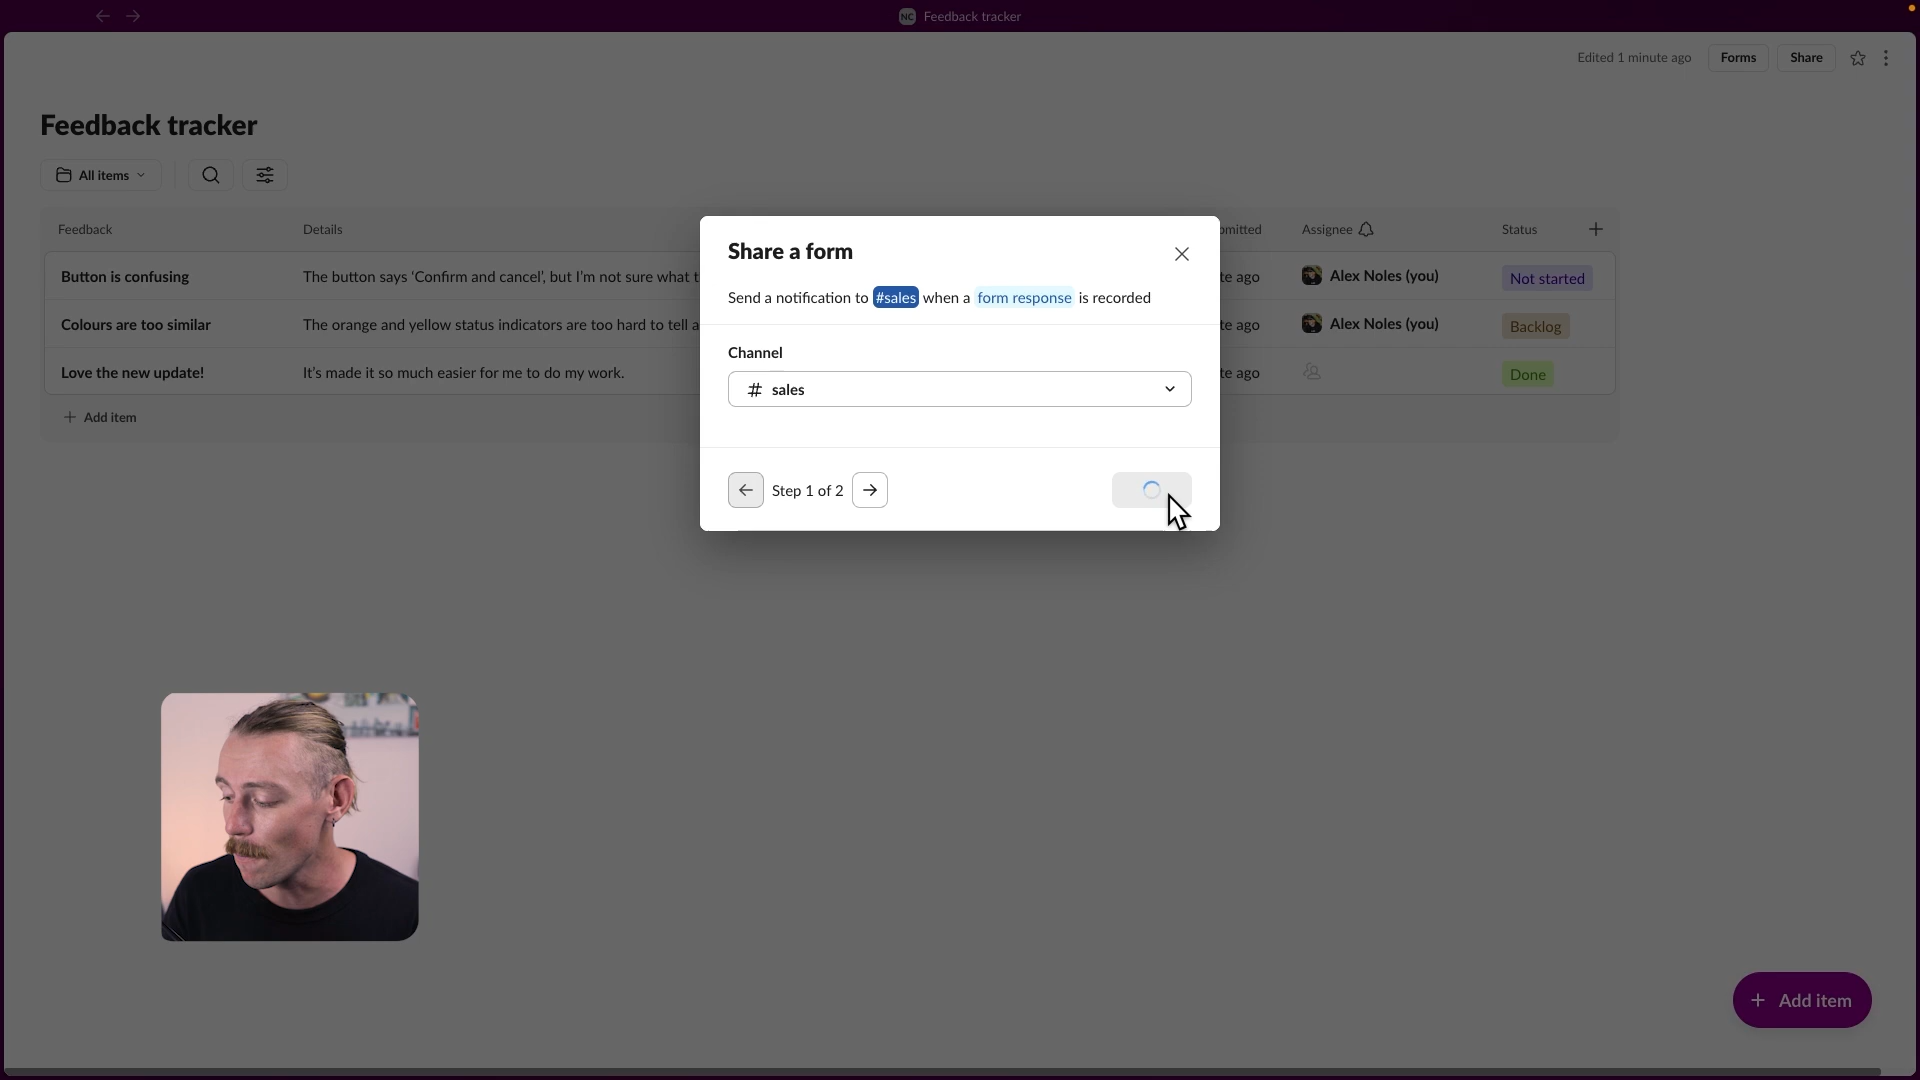 NC Feedback tracker
Edited 1 minute ago
Forms
Share
Feedback tracker
All items
Feedback Details
Assignee Status
Button is confusing
The button says ‘Confirm and cancel’, but I’m not sure what
ago
Alex Noles (you)
Not started
Colours are too similar
The orange and yellow status indicators are too hard to tell
ago
Alex Noles (you)
Backlog
Love the new update!
It’s made it so much easier for me to do my work.
ago
Done
+ Add item
Share a form
Send a notification to #sales when a form response is recorded
Channel
# sales
Step 1 of 2
+ Add item